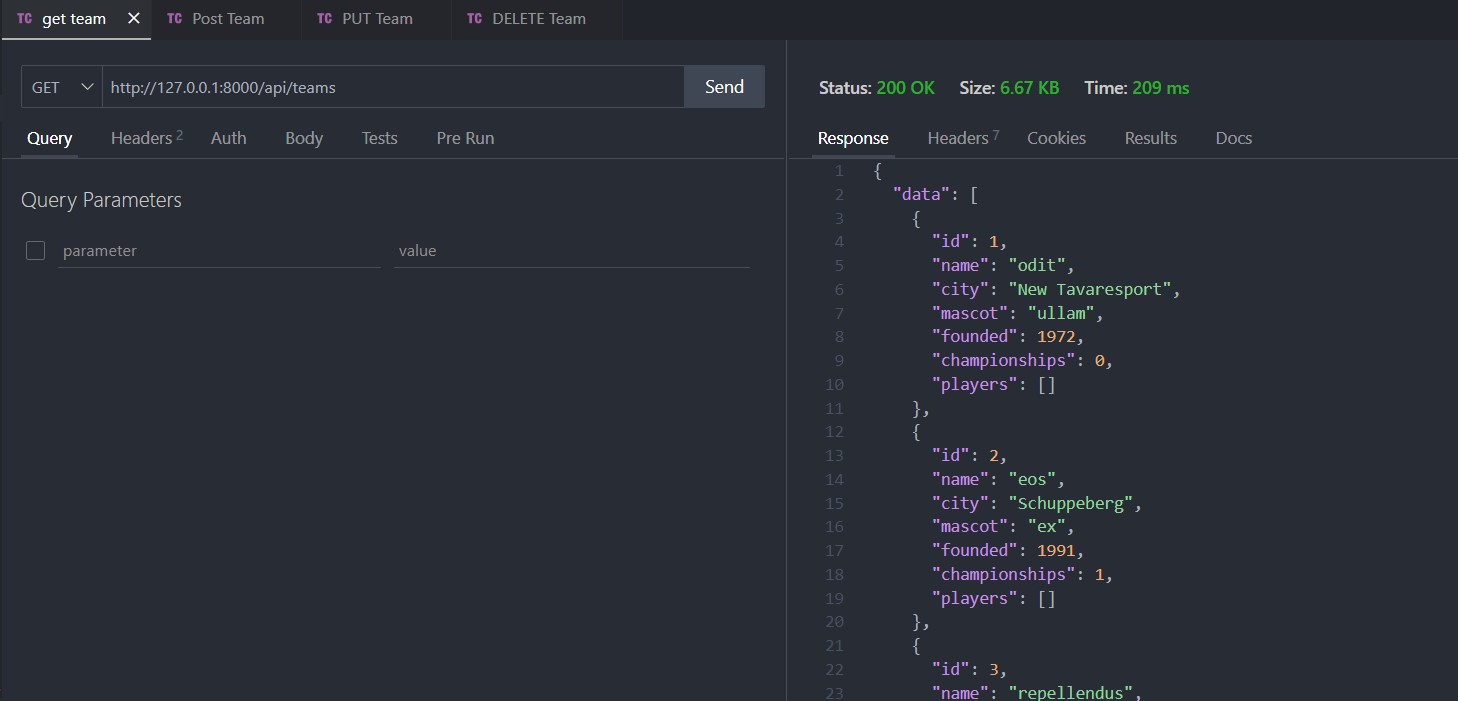 TC get team × TC Post Team TC PUT Team TC DELETE Team
GET http://127.0.0.1:8000/api/teams Send
Query Headers 2 Auth Body Tests Pre Run
Query Parameters
parameter value
Status: 200 OK Size: 6.67 KB Time: 209 ms
Response Headers 7 Cookies Results Docs
1 {
2 "data": [
3 {
4 "id": 1,
5 "name": "odit",
6 "city": "New Tavaresport",
7 "mascot": "ullam",
8 "founded": 1972,
9 "championships": 0,
10 "players": []
11 },
12 {
13 "id": 2,
14 "name": "eos",
15 "city": "Schuppeberg",
16 "mascot": "ex",
17 "founded": 1991,
18 "championships": 1,
19 "players": []
20 },
21 {
22 "id": 3,
23 "name": "repellendus",